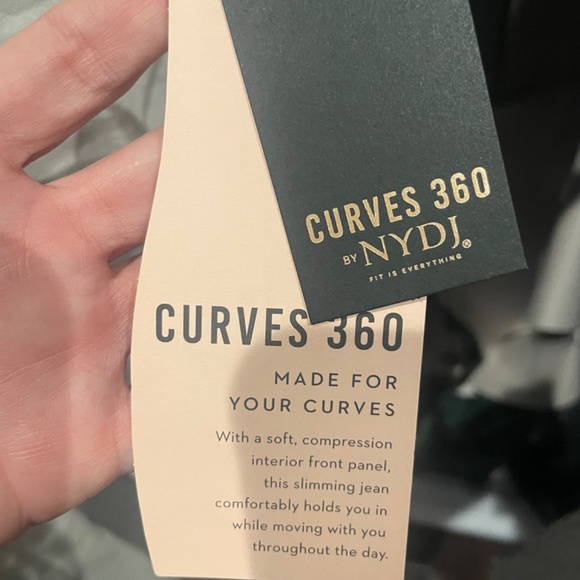 CURVES 360
BY NYDJ®
FIT IS EVERYTHING
CURVES 360
MADE FOR
YOUR CURVES
With a soft, compression
interior front panel,
this slimming jean
comfortably holds you in
while moving with you
throughout the day.